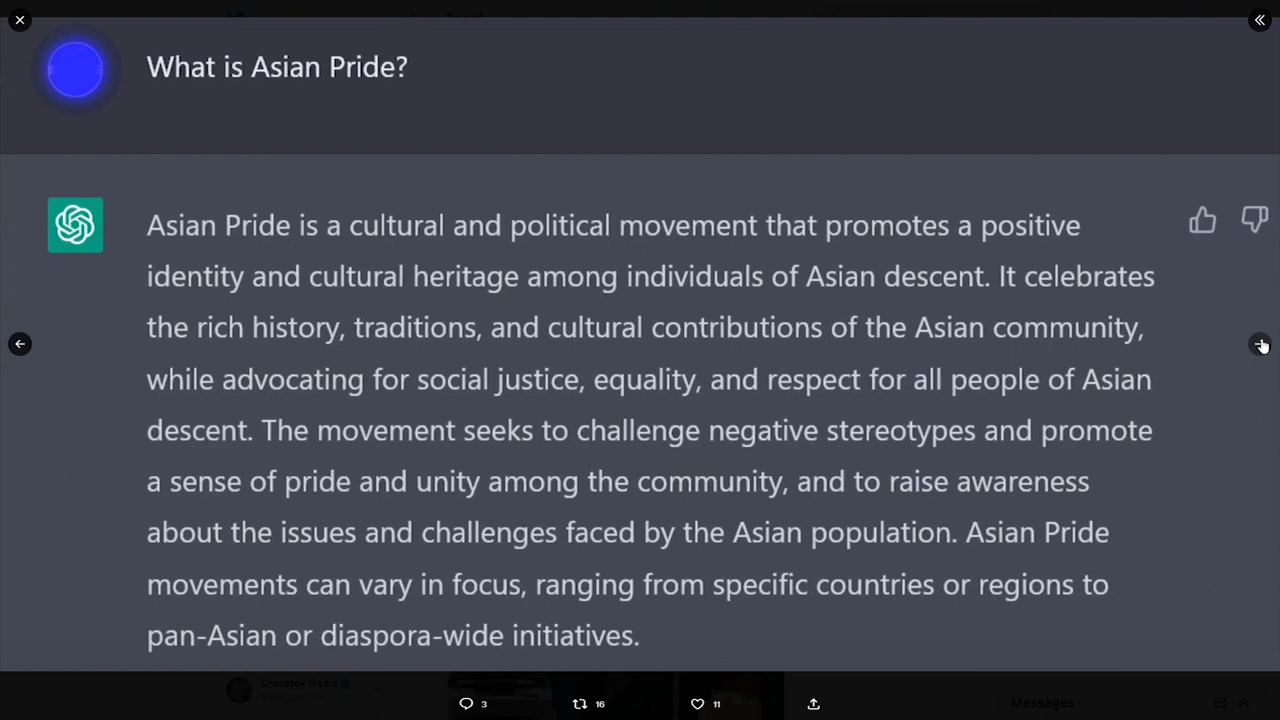 What is Asian Pride?
Asian Pride is a cultural and political movement that promotes a positive
identity and cultural heritage among individuals of Asian descent. It celebrates
the rich history, traditions, and cultural contributions of the Asian community,
while advocating for social justice, equality, and respect for all people of Asian
descent. The movement seeks to challenge negative stereotypes and promote
a sense of pride and unity among the community, and to raise awareness
about the issues and challenges faced by the Asian population. Asian Pride
movements can vary in focus, ranging from specific countries or regions to
pan-Asian or diaspora-wide initiatives.
Dronetek Media
Messages
3 16 11